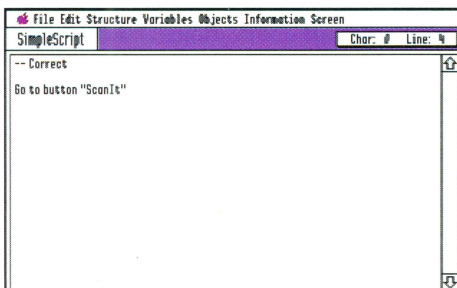 File Edit Structure Variables Objects Information Screen
SimpleScript
Char: 0 Line: 4
-- Correct
Go to button "ScanIt"